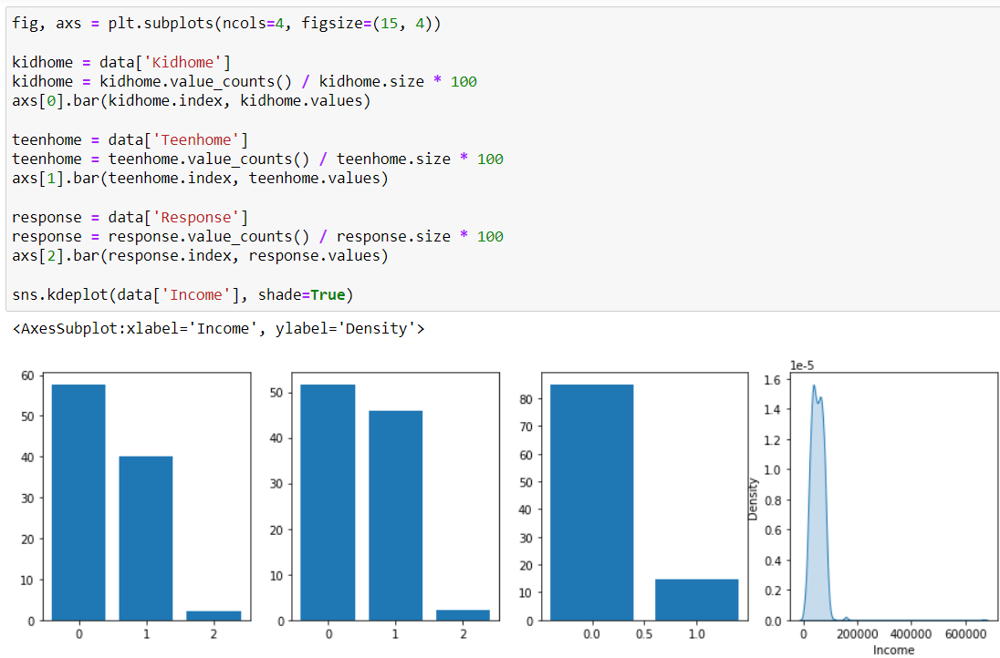 fig, axs = plt.subplots(ncols=4, figsize=(15, 4))
kidhome = data['Kidhome']
kidhome = kidhome.value_counts() / kidhome.size * 100
axs[0].bar(kidhome.index, kidhome.values)
teenhome = data['Teenhome']
teenhome = teenhome.value_counts() / teenhome.size * 100
axs[1].bar(teenhome.index, teenhome.values)
response = data['Response']
response = response.value_counts() / response.size * 100
axs[2].bar(response.index, response.values)
sns.kdeplot(data['Income'], shade=True)
<AxesSubplot:xlabel='Income', ylabel='Density'>
60
50
40
30
20
10
0
0 1 2
50
40
30
20
10
0
0 1 2
80
70
60
50
40
30
20
10
0
0.0 0.5 1.0
1e-5
1.6
1.4
1.2
1.0
0.8
0.6
0.4
0.2
0.0
Density
0 200000 400000 600000
Income